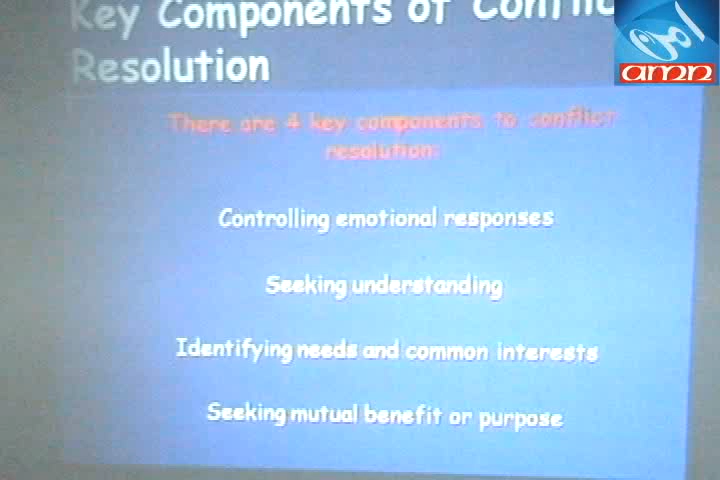 Key Components of Conflic
Resolution
There are 4 key components to conflict
resolution:
Controlling emotional responses
Seeking understanding
Identifying needs and common interests
Seeking mutual benefit or purpose
amn